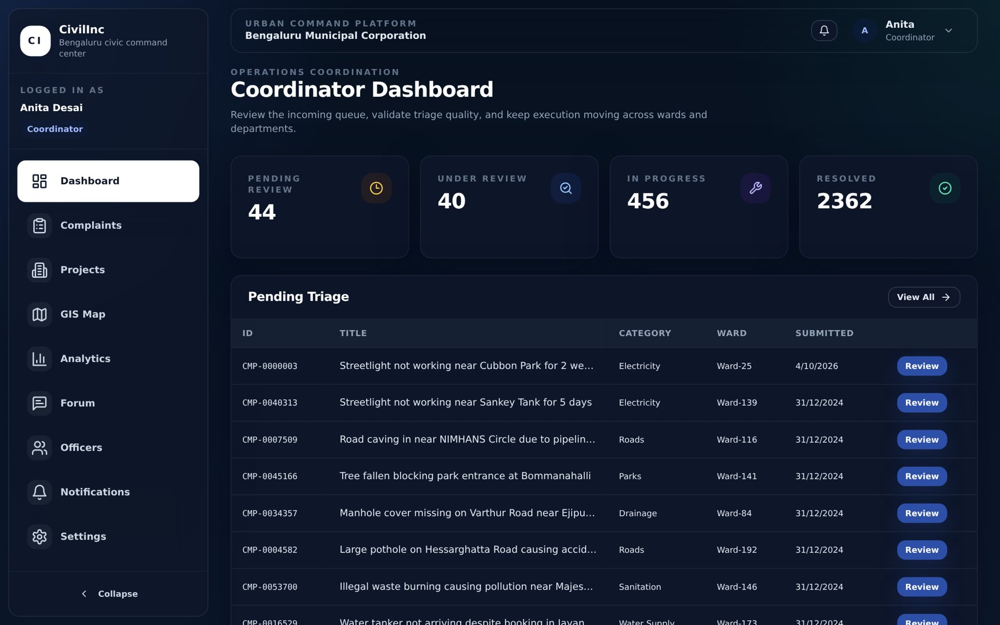 CI
CivilInc
Bengaluru civic command
center
LOGGED IN AS
Anita Desai
Coordinator
Dashboard
Complaints
Projects
GIS Map
Analytics
Forum
Officers
Notifications
Settings
Collapse
URBAN COMMAND PLATFORM
Bengaluru Municipal Corporation
A
Anita
Coordinator
OPERATIONS COORDINATION
Coordinator Dashboard
Review the incoming queue, validate triage quality, and keep execution moving across wards and
departments.
PENDING
REVIEW
44
UNDER REVIEW
40
IN PROGRESS
456
RESOLVED
2362
Pending Triage
View All
ID TITLE CATEGORY WARD SUBMITTED
CMP-0000003 Streetlight not working near Cubbon Park for 2 we... Electricity Ward-25 4/10/2026 Review
CMP-0040313 Streetlight not working near Sankey Tank for 5 days Electricity Ward-139 31/12/2024 Review
CMP-0007509 Road caving in near NIMHANS Circle due to pipelin... Roads Ward-116 31/12/2024 Review
CMP-0045166 Tree fallen blocking park entrance at Bommanahalli Parks Ward-141 31/12/2024 Review
CMP-0034357 Manhole cover missing on Varthur Road near Ejipu... Drainage Ward-84 31/12/2024 Review
CMP-0004582 Large pothole on Hessarghatta Road causing accid... Roads Ward-192 31/12/2024 Review
CMP-0053700 Illegal waste burning causing pollution near Majes... Sanitation Ward-146 31/12/2024 Review
CMP-0016529 Water tanker not arriving despite booking in Jayan... Water Supply Ward-173 31/12/2024 Review